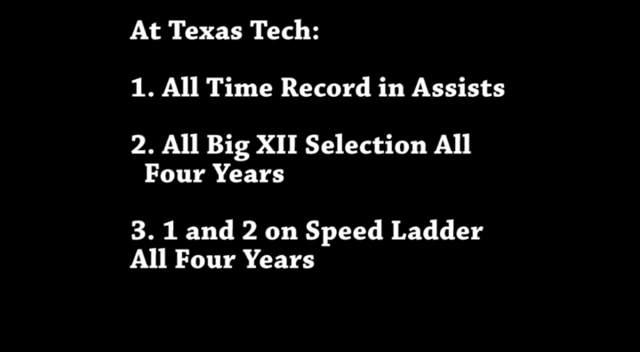 At Texas Tech:
1. All Time Record in Assists
2. All Big XII Selection All
Four Years
3. 1 and 2 on Speed Ladder
All Four Years